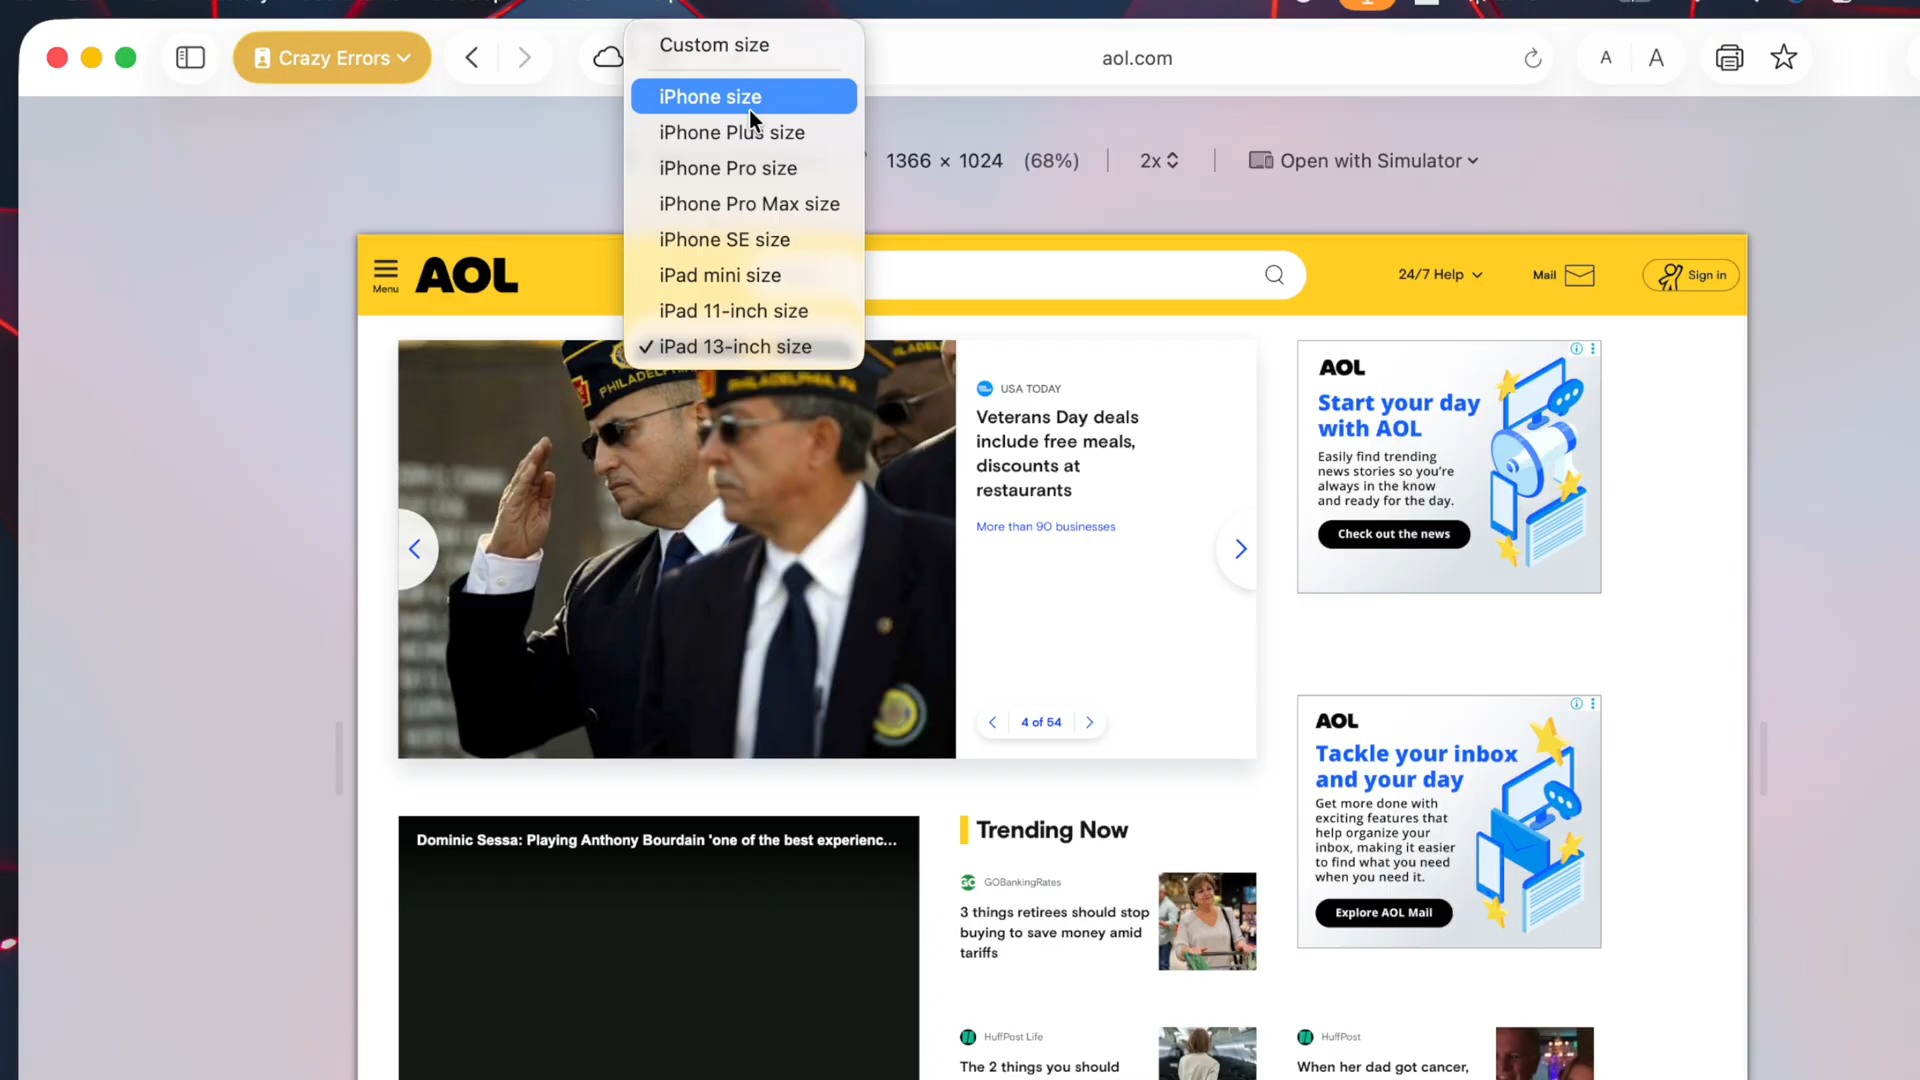 Crazy Errors
aol.com
A A
Custom size
iPhone size
iPhone Plus size
iPhone Pro size
iPhone Pro Max size
iPhone SE size
iPad mini size
iPad 11-inch size
✓ iPad 13-inch size
1366 × 1024 (68%)
2x
Open with Simulator
Menu
AOL
24/7 Help
Mail
Sign in
PHILADELPHIA
PHILADELPHIA, PA
USA TODAY
Veterans Day deals
include free meals,
discounts at
restaurants
More than 90 businesses
4 of 54
AOL
Start your day
with AOL
Easily find trending
news stories so you're
always in the know
and ready for the day.
Check out the news
AOL
Tackle your inbox
and your day
Get more done with
exciting features that
help organize your
inbox, making it easier
to find what you need
when you need it.
Explore AOL Mail
Dominic Sessa: Playing Anthony Bourdain 'one of the best experienc...
Trending Now
GOBankingRates
3 things retirees should stop
buying to save money amid
tariffs
HuffPost Life
The 2 things you should
HuffPost
When her dad got cancer,